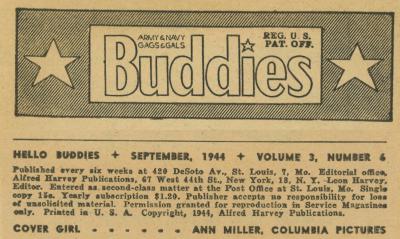 ARMY & NAVY
GAGS & GALS
REG. U. S.
PAT. OFF.
Buddies
HELLO BUDDIES + SEPTEMBER, 1944 + VOLUME 3, NUMBER 6
Published every six weeks at 420 DeSoto Av., St. Louis, 7, Mo. Editorial office,
Alfred Harvey Publications, 67 West 44th St., New York, 18, N. Y. Leon Harvey,
Editor. Entered as second-class matter at the Post Office at St. Louis, Mo. Single
copy 15c. Yearly subscription $1.20. Publisher accepts no responsibility for loss
of unsolicited material. Permission granted for reproduction in Service Magazines
only. Printed in U. S. A. Copyright, 1944, Alfred Harvey Publications.
COVER GIRL - - - - - - ANN MILLER, COLUMBIA PICTURES